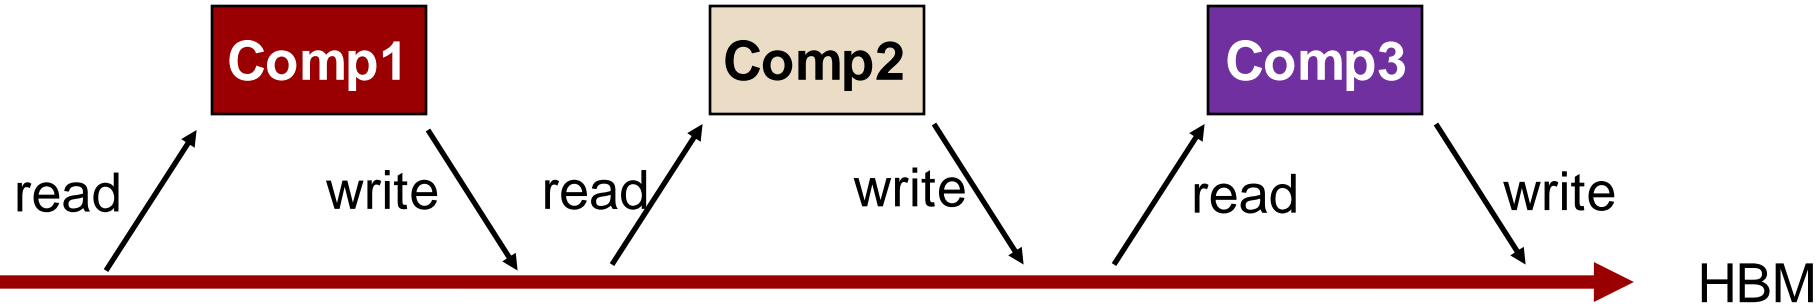 Comp1
Comp2
Comp3
read
write
read
write
read
write
HBM